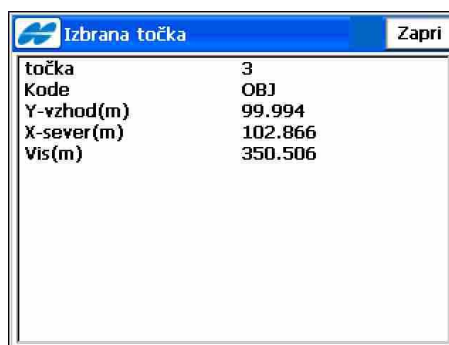 Izbrana točka Zapri
točka 3
Kode OBJ
Y-vzhod(m) 99.994
X-sever(m) 102.866
Vis(m) 350.506